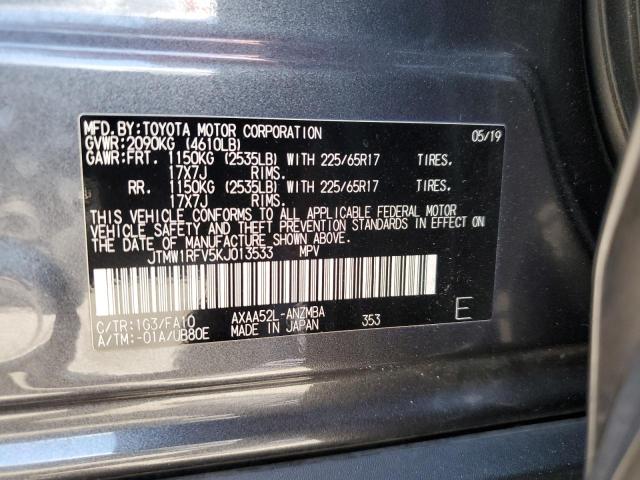 MFD.BY:TOYOTA MOTOR CORPORATION 05/19
GVWR:2090KG (4610LB)
GAWR:FRT. 1150KG (2535LB) WITH 225/65R17 TIRES,
17X7J RIMS.
RR. 1150KG (2535LB) WITH 225/65R17 TIRES,
17X7J RIMS.
THIS VEHICLE CONFORMS TO ALL APPLICABLE FEDERAL MOTOR
VEHICLE SAFETY AND THEFT PREVENTION STANDARDS IN EFFECT ON
THE DATE OF MANUFACTURE SHOWN ABOVE.
JTMW1RFV5KJ013533 MPV
C/TR:1G3/FA10 AXAA52L-ANZMBA 353 E
A/TM:-01A/UB80E MADE IN JAPAN